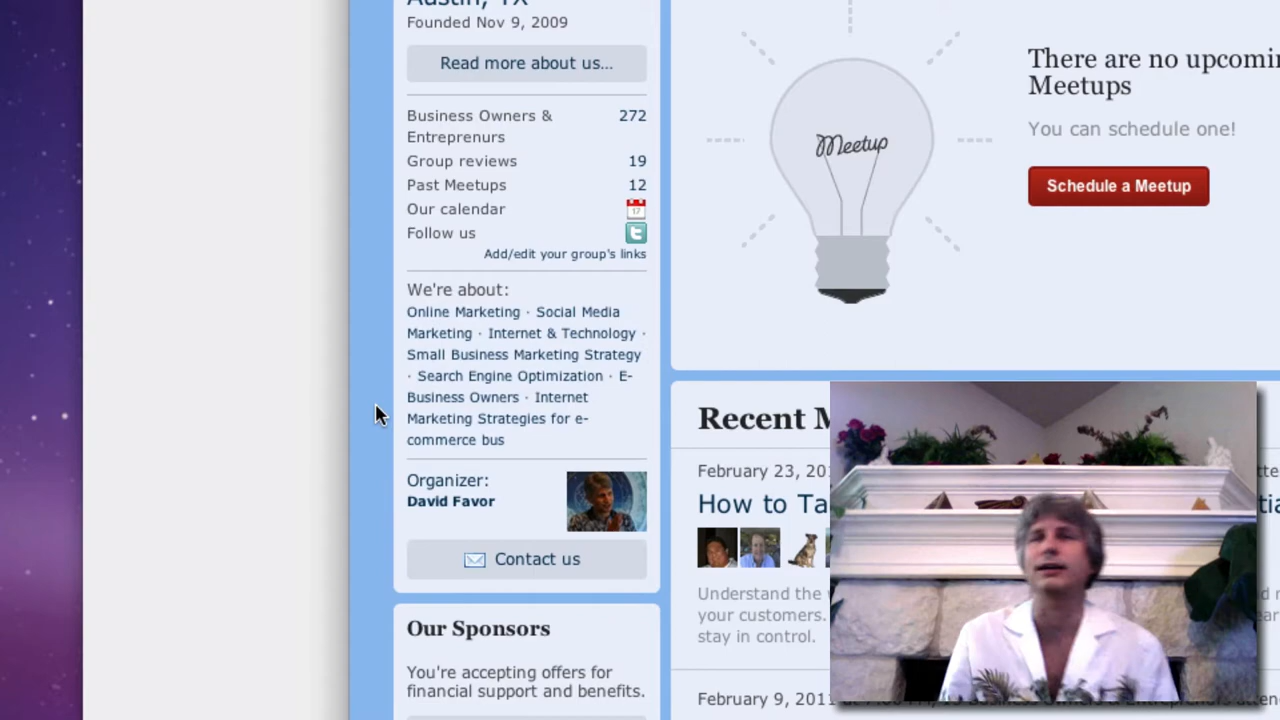 Austin, TX
Founded Nov 9, 2009
Read more about us...
Business Owners & 272
Entreprenurs
Group reviews 19
Past Meetups 12
Our calendar
17
Follow us
t
Add/edit your group's links
We're about:
Online Marketing · Social Media
Marketing · Internet & Technology ·
Small Business Marketing Strategy
· Search Engine Optimization · E-
Business Owners · Internet
Marketing Strategies for e-
commerce bus
Organizer:
David Favor
Contact us
Our Sponsors
You're accepting offers for
financial support and benefits.
Meetup
There are no upcomi
Meetups
You can schedule one!
Schedule a Meetup
Recent M
February 23, 20
How to Ta
Understand the
your customers.
stay in control.
February 9, 2011